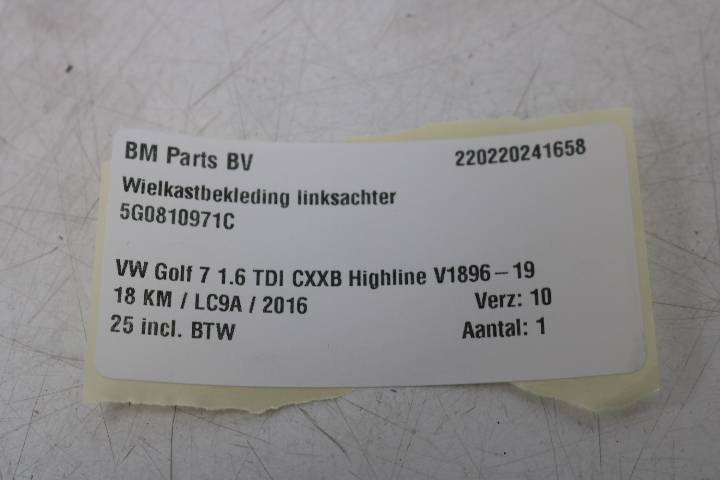 BM Parts BV 220220241658
Wielkastbekleding linksachter
5G0810971C
VW Golf 7 1.6 TDI CXXB Highline V1896-19
18 KM / LC9A / 2016 Verz: 10
25 incl. BTW Aantal: 1